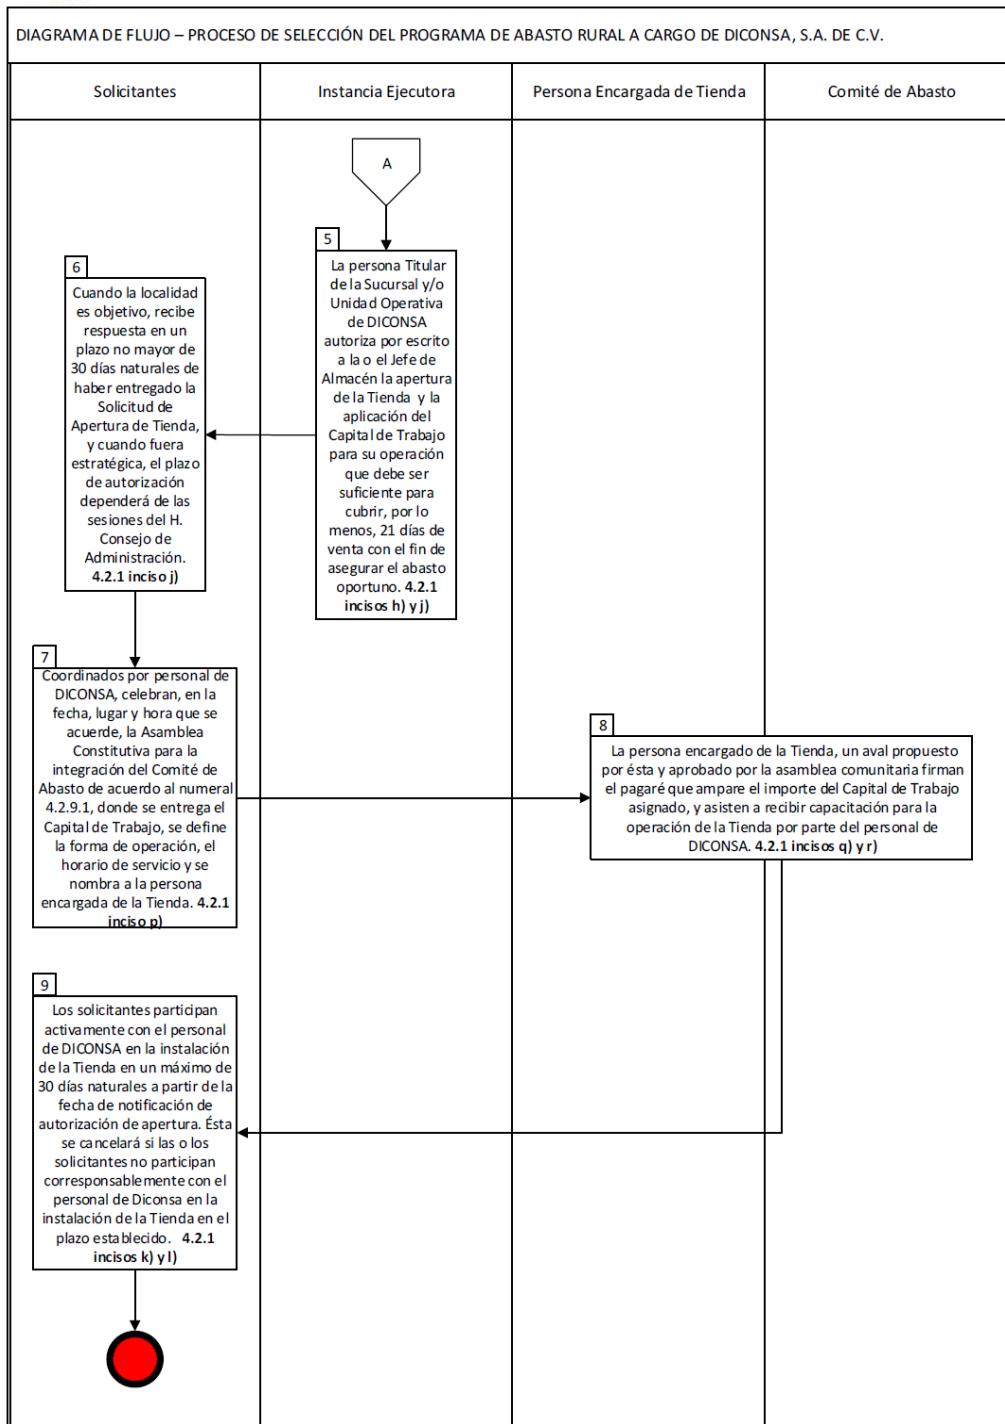 DIAGRAMA DE FLUJO – PROCESO DE SELECCIÓN DEL PROGRAMA DE ABASTO RURAL A CARGO DE DICONSA, S.A. DE C.V.
Solicitantes
Instancia Ejecutora
Persona Encargada de Tienda
Comité de Abasto
A
5
La persona Titular
de la Sucursal y/o
Unidad Operativa
de DICONSA
autoriza por escrito
a la o el Jefe de
Almacén la apertura
de la Tienda y la
aplicación del
Capital de Trabajo
para su operación
que debe ser
suficiente para
cubrir, por lo
menos, 21 días de
venta con el fin de
asegurar el abasto
oportuno. 4.2.1
incisos h) y j)
6
Cuando la localidad
es objetivo, recibe
respuesta en un
plazo no mayor de
30 días naturales de
haber entregado la
Solicitud de
Apertura de Tienda,
y cuando fuera
estratégica, el plazo
de autorización
dependerá de las
sesiones del H.
Consejo de
Administración.
4.2.1 inciso j)
7
Coordinados por personal de
DICONSA, celebran, en la
fecha, lugar y hora que se
acuerde, la Asamblea
Constitutiva para la
integración del Comité de
Abasto de acuerdo al numeral
4.2.9.1, donde se entrega el
Capital de Trabajo, se define
la forma de operación, el
horario de servicio y se
nombra a la persona
encargada de la Tienda. 4.2.1
inciso p)
8
La persona encargado de la Tienda, un aval propuesto
por ésta y aprobado por la asamblea comunitaria firman
el pagaré que ampare el importe del Capital de Trabajo
asignado, y asisten a recibir capacitación para la
operación de la Tienda por parte del personal de
DICONSA. 4.2.1 incisos q) y r)
9
Los solicitantes participan
activamente con el personal
de DICONSA en la instalación
de la Tienda en un máximo de
30 días naturales a partir de la
fecha de notificación de
autorización de apertura. Ésta
se cancelará si las o los
solicitantes no participan
corresponsablemente con el
personal de Diconsa en la
instalación de la Tienda en el
plazo establecido. 4.2.1
incisos k) y l)